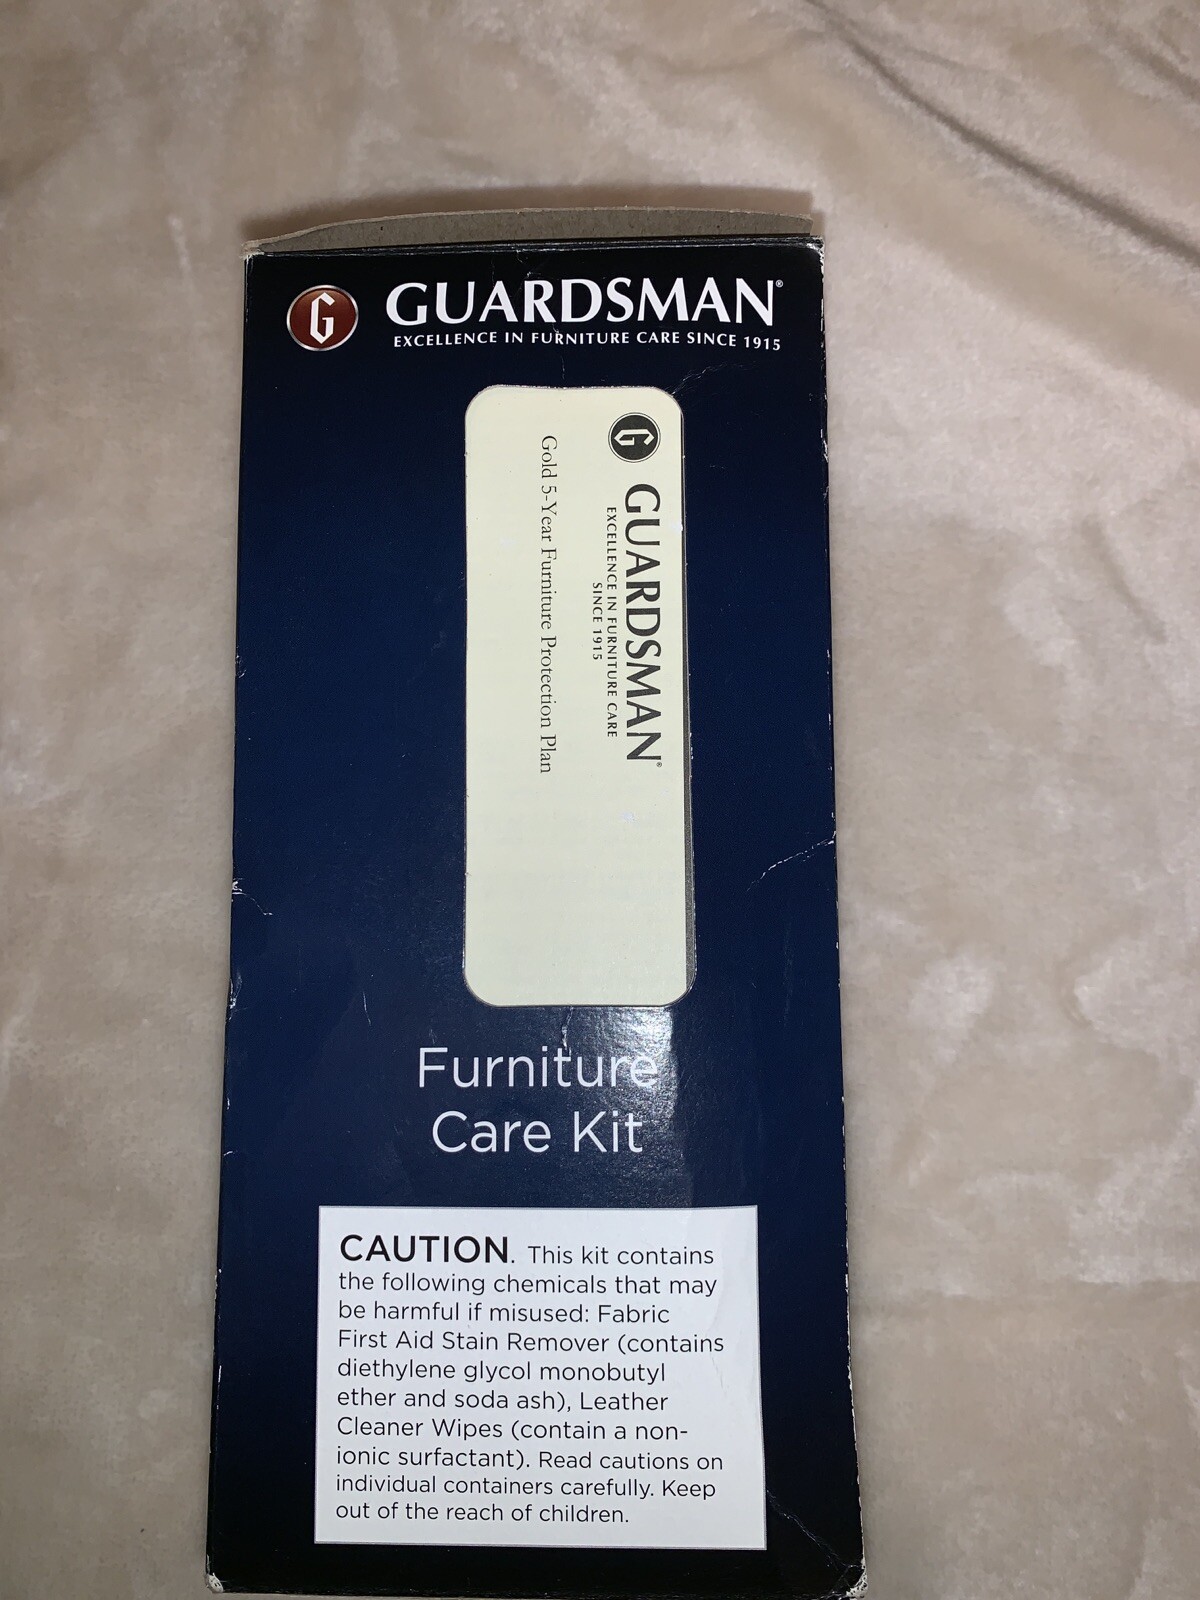 G GUARDSMAN®
EXCELLENCE IN FURNITURE CARE SINCE 1915
G GUARDSMAN®
EXCELLENCE IN FURNITURE CARE
SINCE 1915
Gold 5-Year Furniture Protection Plan
Furniture
Care Kit
CAUTION. This kit contains
the following chemicals that may
be harmful if misused: Fabric
First Aid Stain Remover (contains
diethylene glycol monobutyl
ether and soda ash), Leather
Cleaner Wipes (contain a non-
ionic surfactant). Read cautions on
individual containers carefully. Keep
out of the reach of children.